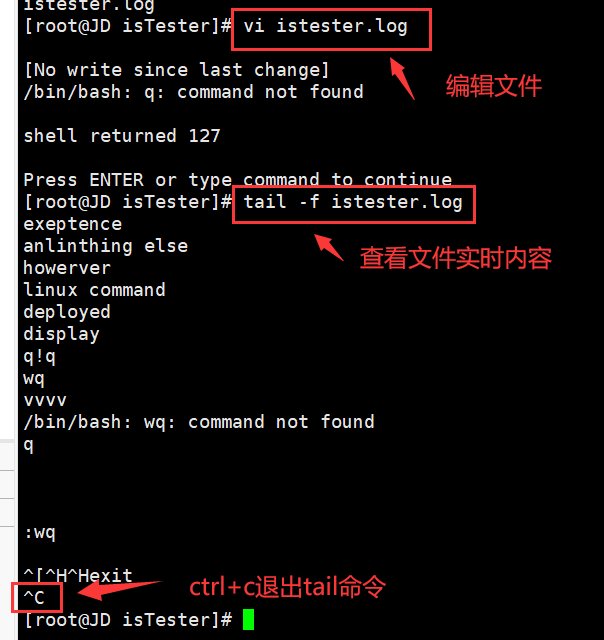 istester.log
[root@JD isTester]# vi istester.log
[No write since last change]
/bin/bash: q: command not found
编辑文件
shell returned 127
Press ENTER or type command to continue
[root@JD isTester]# tail -f istester.log
exeptence
anlinthing else
查看文件实时内容
howerver
linux command
deployed
display
q!q
wq
vvvv
/bin/bash: wq: command not found
q
:wq
^[^H^Hexit
^C
ctrl+c退出tail命令
[root@JD isTester]#